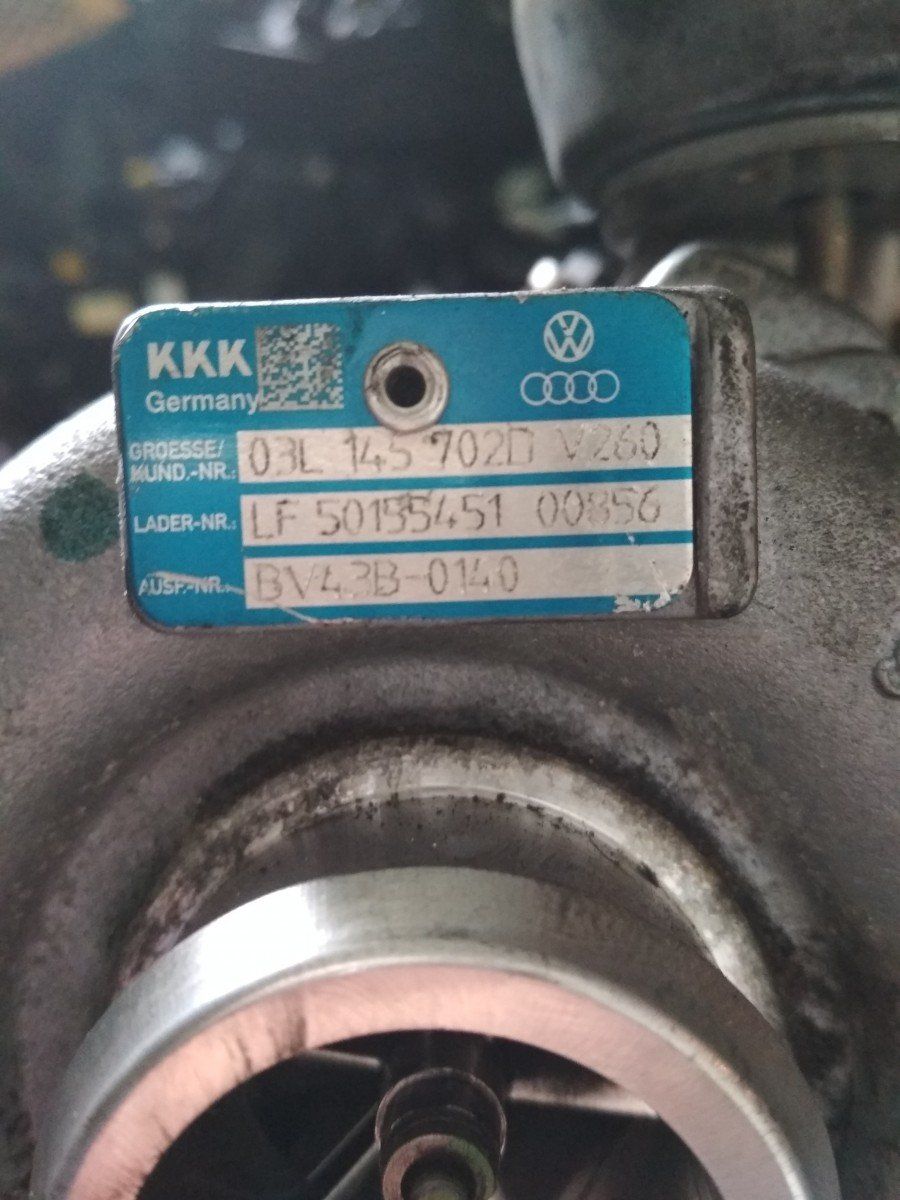 KKK
Germany
GROESSE/
KUND.-NR.: 03L 145 702D V260
LADER-NR.: LF 50155451 00856
AUSF.-NR.: BV43B-0140